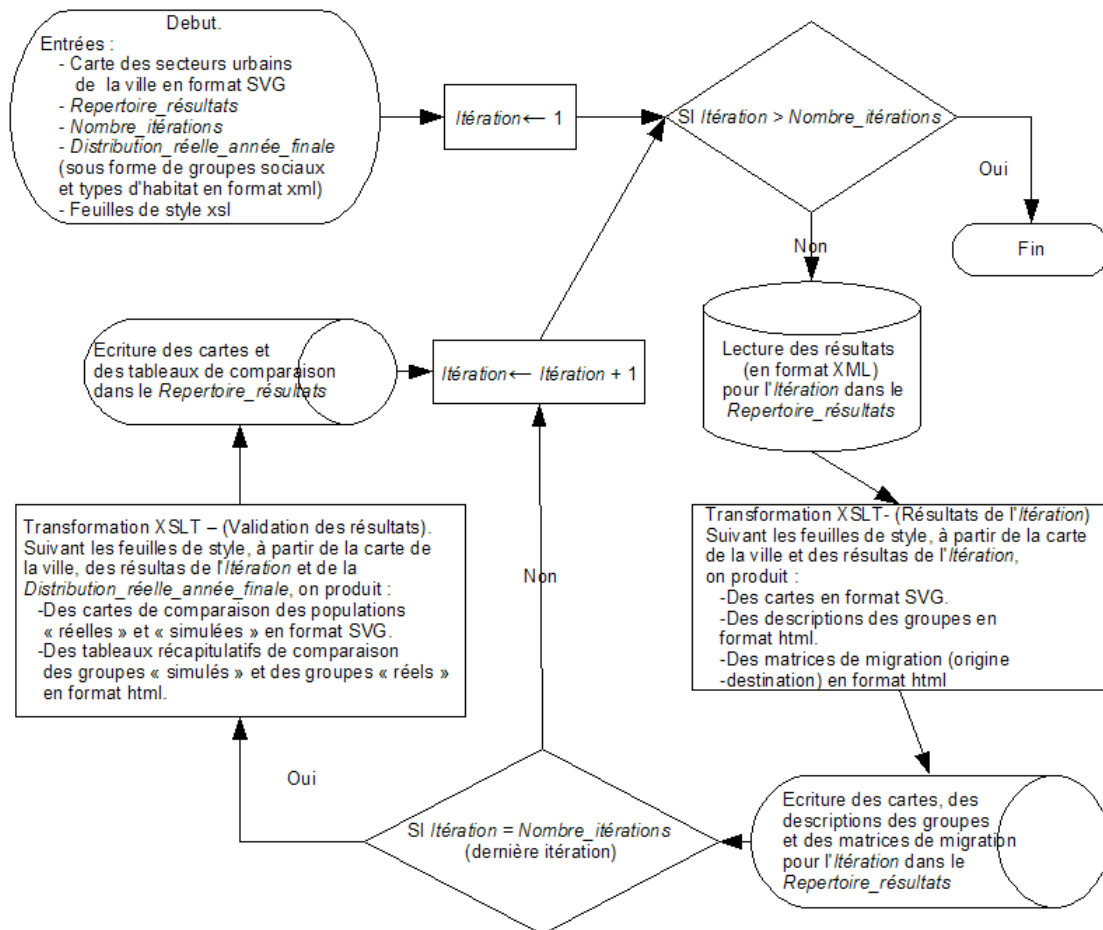 Debut.
Entrées :
- Carte des secteurs urbains
de la ville en format SVG
- Repertoire_résultats
- Nombre_itérations
- Distribution_réelle_année_finale
(sous forme de groupes sociaux
et types d'habitat en format xml)
- Feuilles de style xsl
Itération← 1
SI Itération > Nombre_itérations
Oui
Fin
Non
Lecture des résultats
(en format XML)
pour l'Itération dans le
Repertoire_résultats
Transformation XSLT- (Résultats de l'Itération)
Suivant les feuilles de style, à partir de la carte
de la ville et des résultas de l'Itération,
on produit :
-Des cartes en format SVG.
-Des descriptions des groupes en
format html.
-Des matrices de migration (origine
-destination) en format html
Ecriture des cartes, des
descriptions des groupes
et des matrices de migration
pour l'Itération dans le
Repertoire_résultats
SI Itération = Nombre_itérations
(dernière itération)
Non
Oui
Transformation XSLT – (Validation des résultats).
Suivant les feuilles de style, à partir de la carte de
la ville, des résultas de l'Itération et de la
Distribution_réelle_année_finale, on produit :
-Des cartes de comparaison des populations
« réelles » et « simulées » en format SVG.
-Des tableaux récapitulatifs de comparaison
des groupes « simulés » et des groupes « réels »
en format html.
Ecriture des cartes et
des tableaux de comparaison
dans le Repertoire_résultats
Itération← Itération + 1